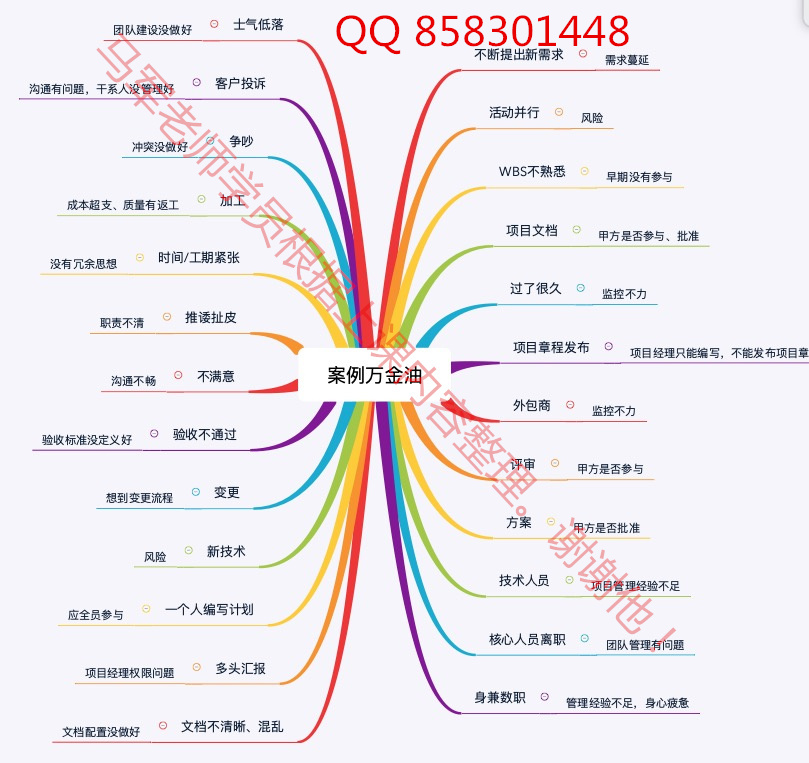 QQ 858301448
案例万金油
士气低落
团队建设没做好
客户投诉
沟通有问题，干系人没管理好
争吵
冲突没做好
加工
成本超支、质量有返工
时间/工期紧张
没有冗余思想
推诿扯皮
职责不清
不满意
沟通不畅
验收不通过
验收标准没定义好
变更
想到变更流程
新技术
风险
一个人编写计划
应全员参与
多头汇报
项目经理权限问题
文档不清晰、混乱
文档配置没做好
不断提出新需求
需求蔓延
活动并行
风险
WBS不熟悉
早期没有参与
项目文档
甲方是否参与、批准
过了很久
监控不力
项目章程发布
项目经理只能编写，不能发布项目章
外包商
监控不力
评审
甲方是否参与
方案
甲方是否批准
技术人员
项目管理经验不足
核心人员离职
团队管理有问题
身兼数职
管理经验不足，身心疲惫
马军老师学员根据上课内容整理。谢谢他！